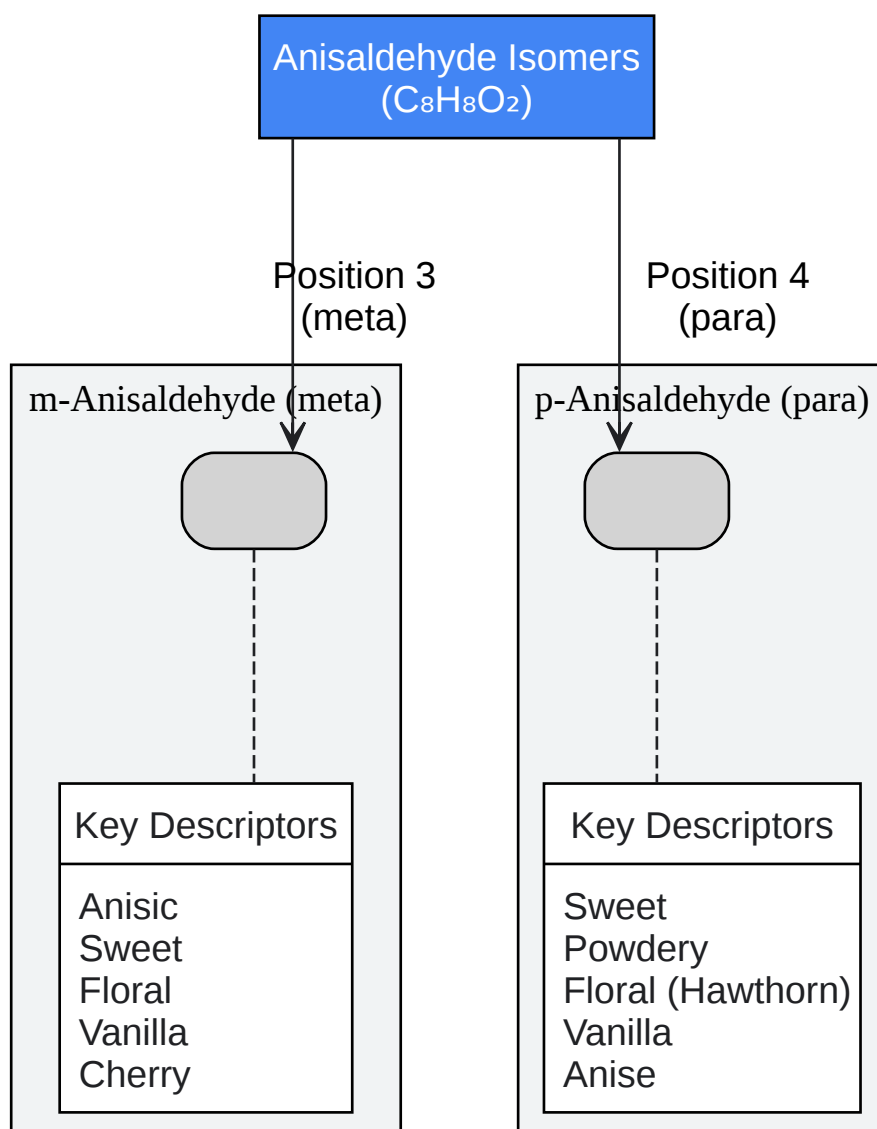 Anisaldehyde Isomers
(C₈H₈O₂)
Position 3
(meta)
Position 4
(para)
m-Anisaldehyde (meta)
p-Anisaldehyde (para)
Key Descriptors
Anisic
Sweet
Floral
Vanilla
Cherry
Key Descriptors
Sweet
Powdery
Floral (Hawthorn)
Vanilla
Anise